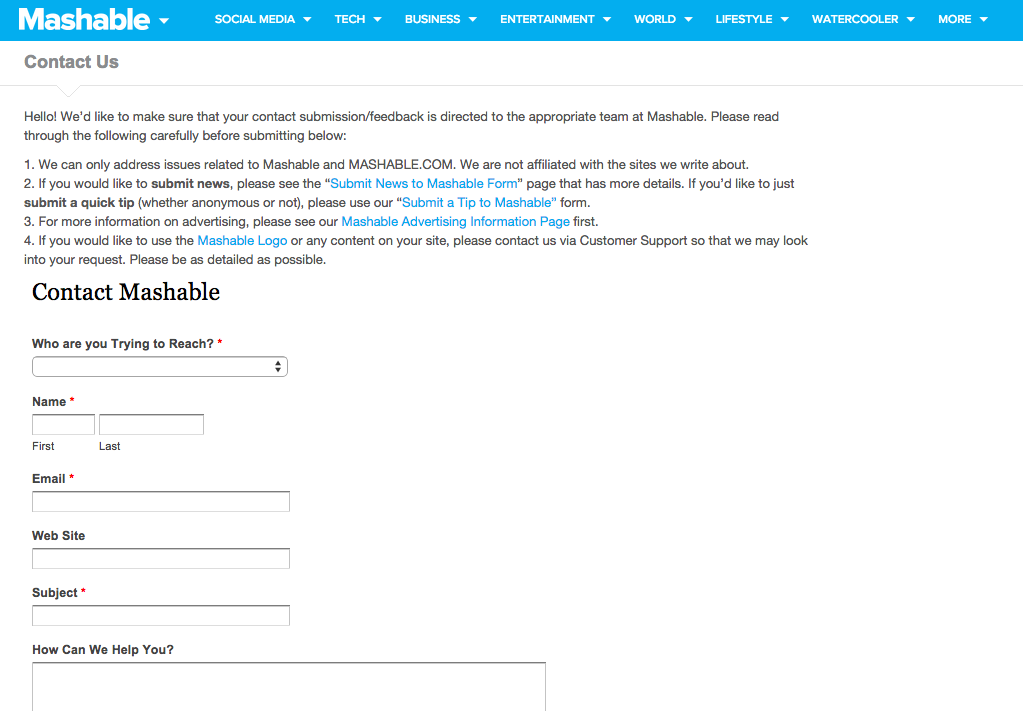 Mashable
SOCIAL MEDIA TECH BUSINESS ENTERTAINMENT WORLD LIFESTYLE WATERCOOLER MORE
Contact Us
Hello! We'd like to make sure that your contact submission/feedback is directed to the appropriate team at Mashable. Please read
through the following carefully before submitting below:
1. We can only address issues related to Mashable and MASHABLE.COM. We are not affiliated with the sites we write about.
2. If you would like to submit news, please see the “Submit News to Mashable Form” page that has more details. If you'd like to just
submit a quick tip (whether anonymous or not), please use our “Submit a Tip to Mashable” form.
3. For more information on advertising, please see our Mashable Advertising Information Page first.
4. If you would like to use the Mashable Logo or any content on your site, please contact us via Customer Support so that we may look
into your request. Please be as detailed as possible.
Contact Mashable
Who are you Trying to Reach? *
Name *
First Last
Email *
Web Site
Subject *
How Can We Help You?